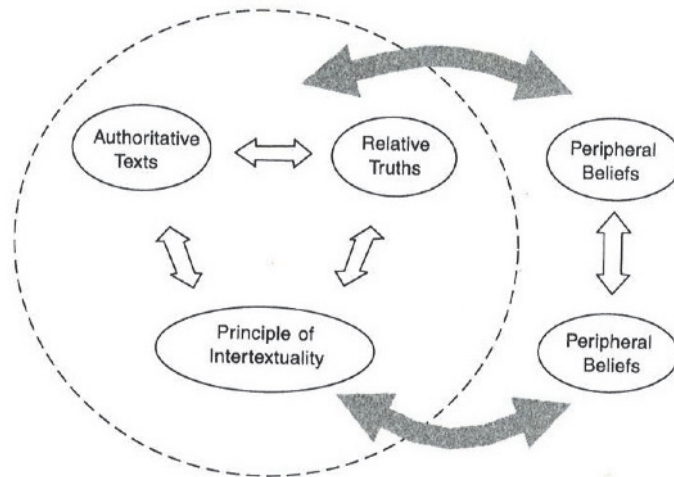 Authoritative
Texts
Relative
Truths
Peripheral
Beliefs
Principle of
Intertextuality
Peripheral
Beliefs